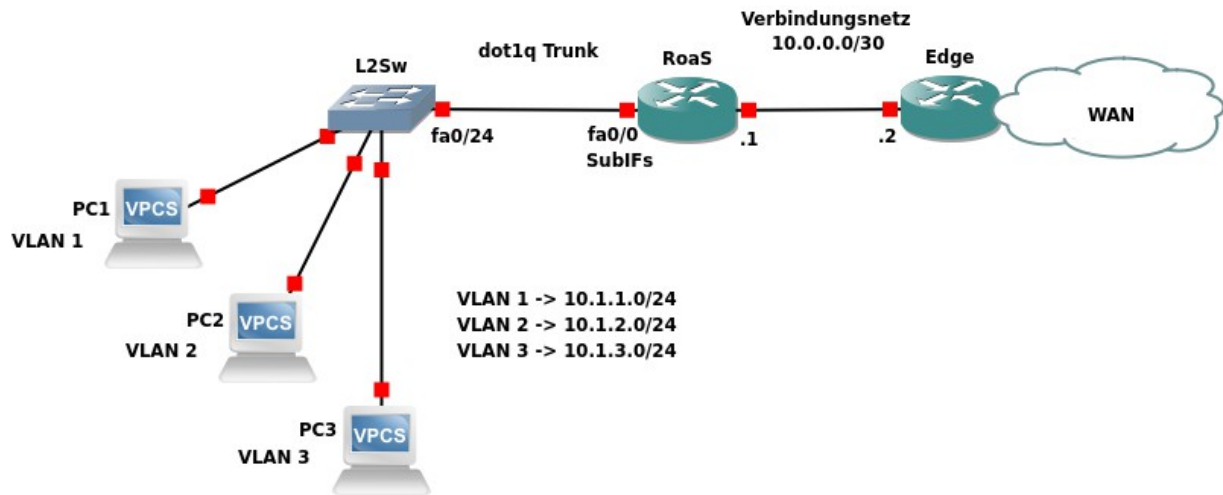 Verbindungsnetz
10.0.0.0/30
dot1q Trunk
RoaS
Edge
L2Sw
WAN
fa0/24
fa0/0
SubIFs
.1
.2
PC1
VPCS
VLAN 1
PC2
VPCS
VLAN 2
VLAN 1 -> 10.1.1.0/24
VLAN 2 -> 10.1.2.0/24
VLAN 3 -> 10.1.3.0/24
PC3
VPCS
VLAN 3